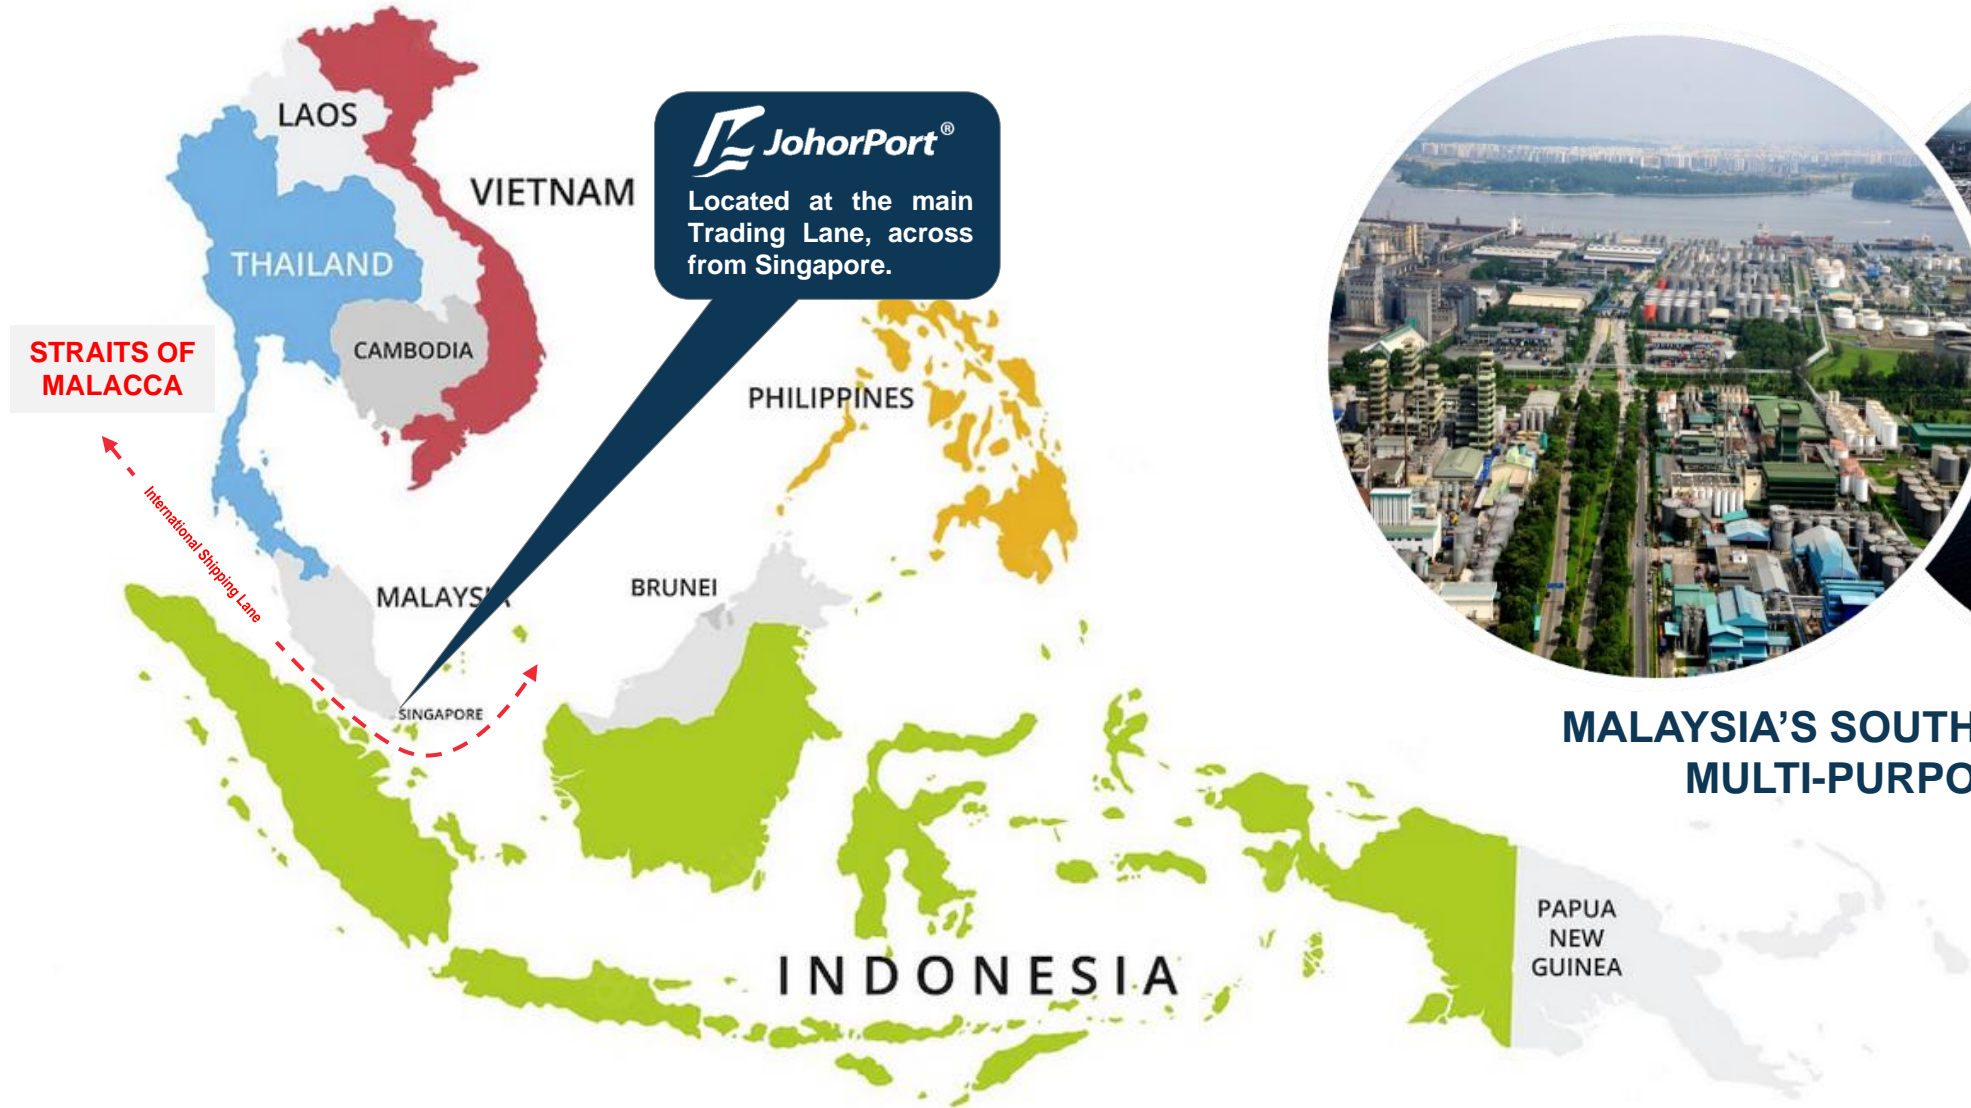 LAOS
VIETNAM
THAILAND
CAMBODIA
JohorPort®
Located at the main
Trading Lane, across
from Singapore.
STRAITS OF
MALACCA
International Shipping Lane
PHILIPPINES
MALAYSIA
BRUNEI
SINGAPORE
INDONESIA
PAPUA
NEW
GUINEA
MALAYSIA’S SOUTH
MULTI-PURPO